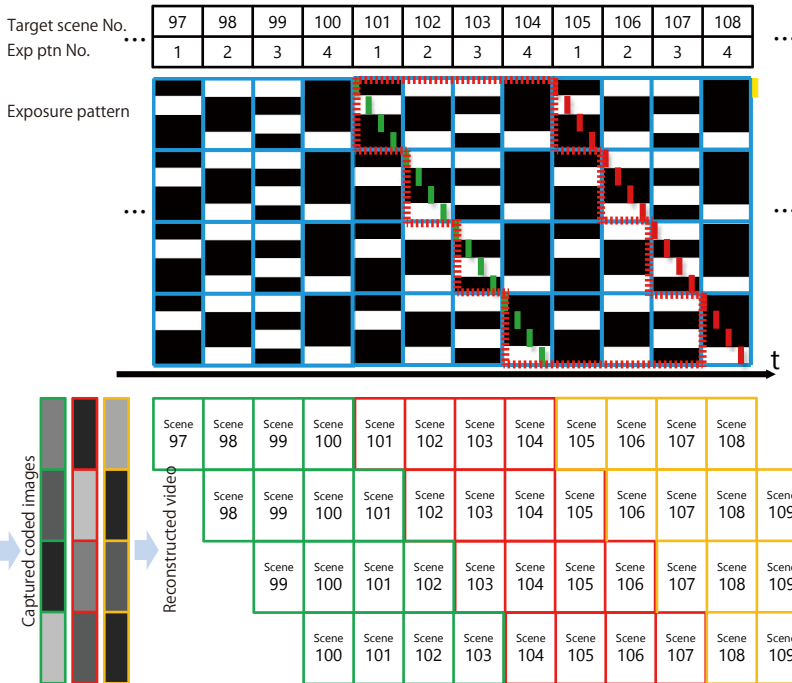 Target scene No. ... 97 98 99 100 101 102 103 104 105 106 107 108 ...
Exp ptn No. 1 2 3 4 1 2 3 4 1 2 3 4
Exposure pattern
... ...
t
Captured coded images
Reconstructed video
Scene Scene Scene Scene Scene Scene Scene Scene Scene Scene Scene Scene
97 98 99 100 101 102 103 104 105 106 107 108
Scene Scene Scene Scene Scene Scene Scene Scene Scene Scene Scene Scene
98 99 100 101 102 103 104 105 106 107 108 109
Scene Scene Scene Scene Scene Scene Scene Scene Scene Scene Scene
99 100 101 102 103 104 105 106 107 108 109
Scene Scene Scene Scene Scene Scene Scene Scene Scene Scene
100 101 102 103 104 105 106 107 108 109